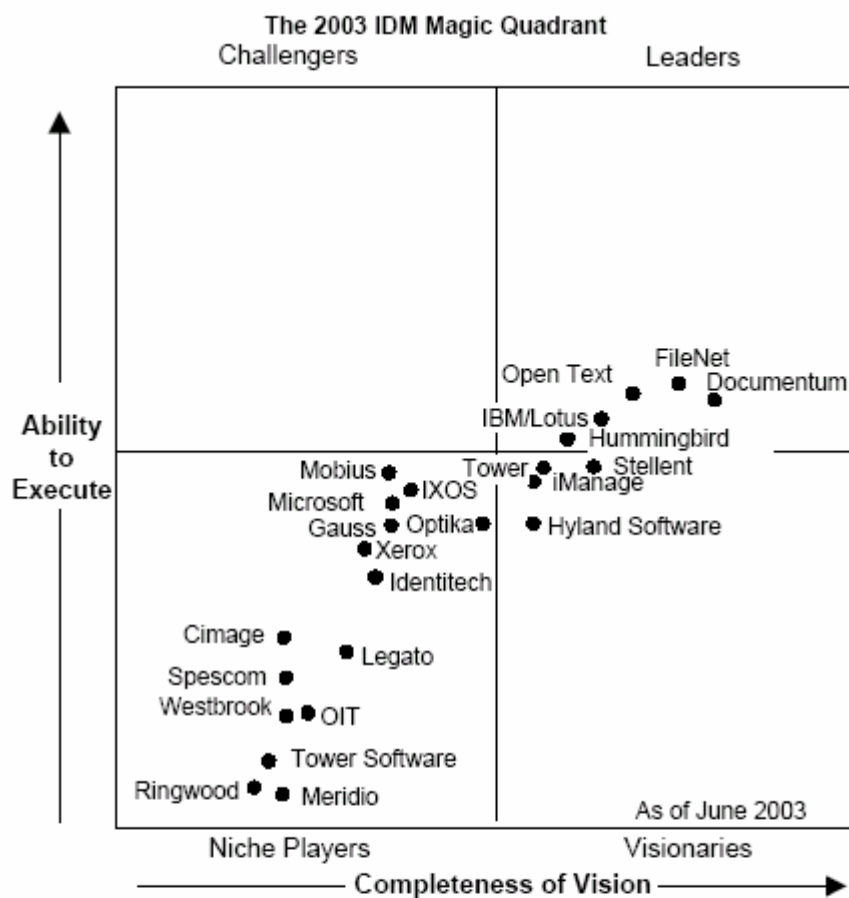 The 2003 IDM Magic Quadrant
Challengers
Leaders
Ability
to
Execute
FileNet
Open Text
Documentum
IBM/Lotus
Hummingbird
Mobius
Tower
Stellent
IXOS
iManage
Microsoft
Gauss
Optika
Hyland Software
Xerox
Identitech
Cimage
Legato
Spescom
Westbrook
OIT
Tower Software
Ringwood
Meridio
As of June 2003
Niche Players
Visionaries
Completeness of Vision